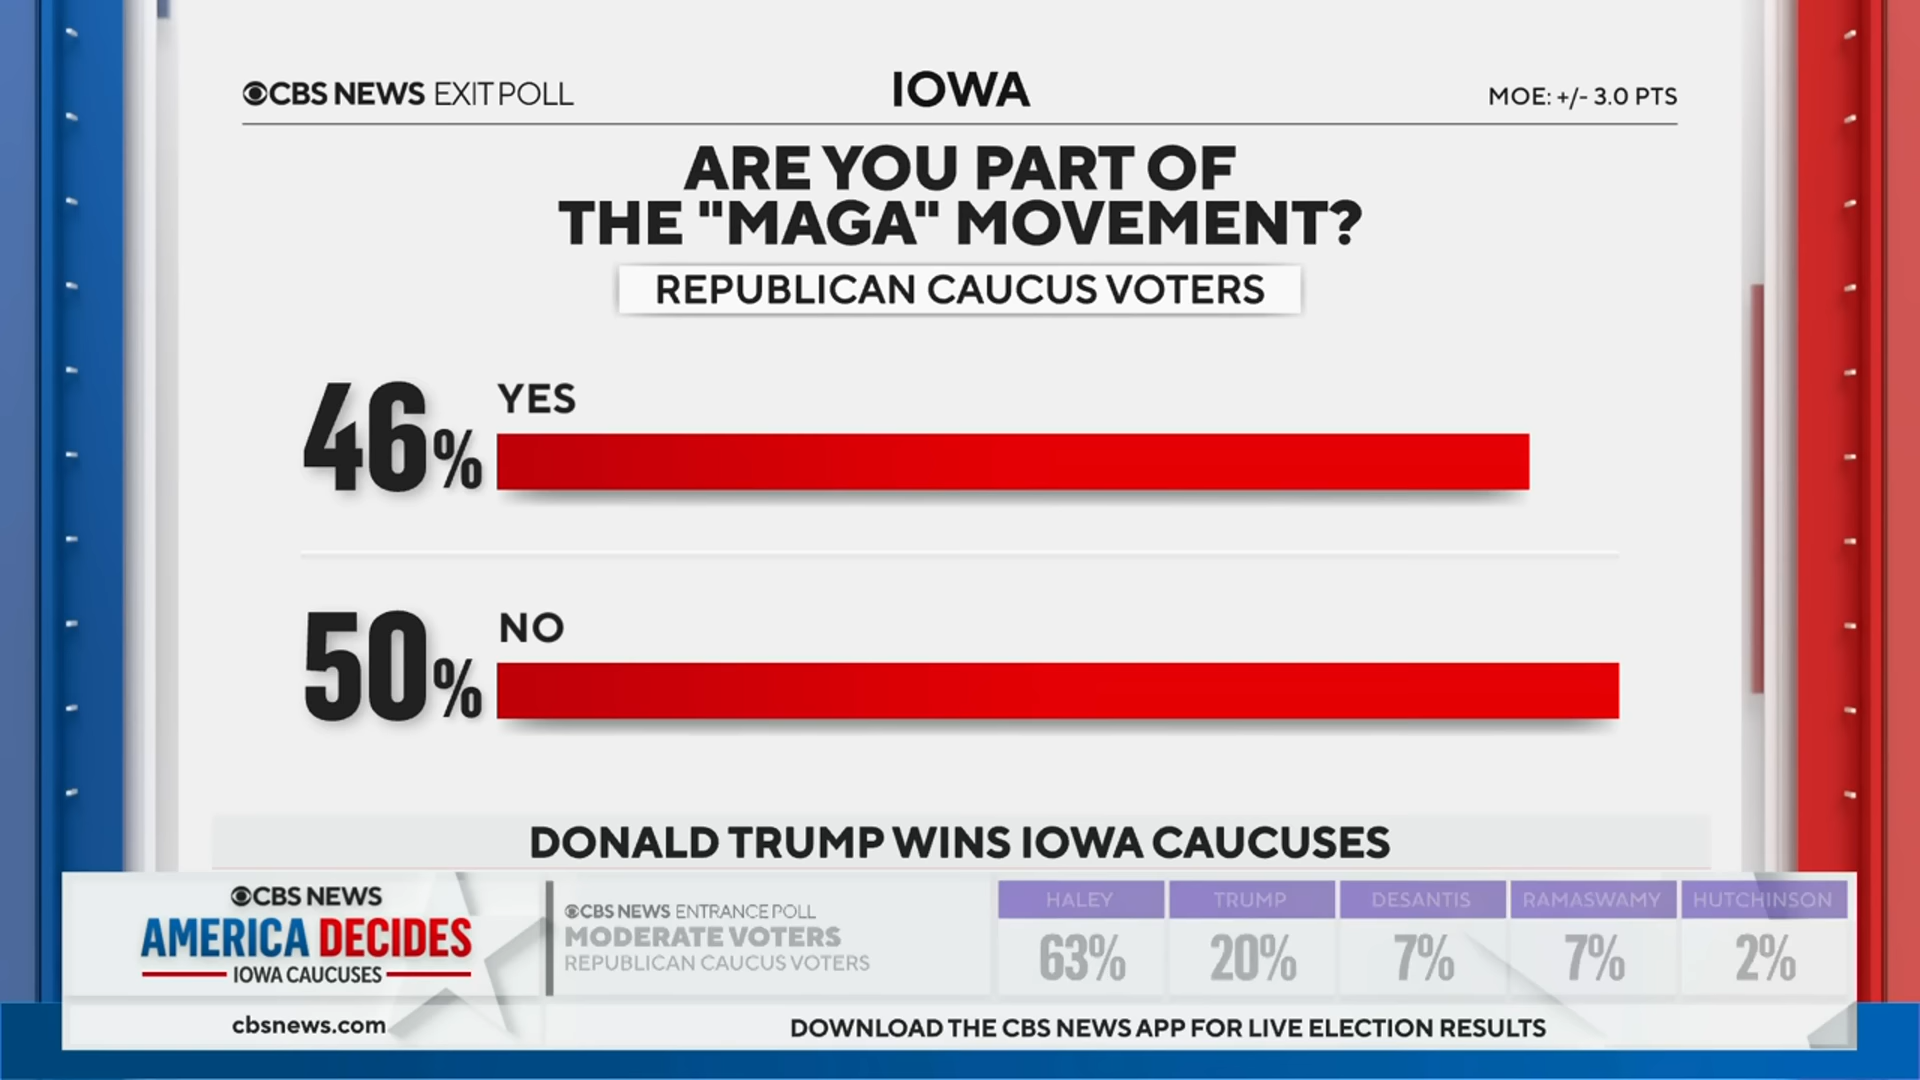 CBS NEWS EXIT POLL
IOWA
MOE: +/- 3.0 PTS
ARE YOU PART OF
THE "MAGA" MOVEMENT?
REPUBLICAN CAUCUS VOTERS
46% YES
50% NO
DONALD TRUMP WINS IOWA CAUCUSES
CBS NEWS
AMERICA DECIDES
IOWA CAUCUSES
cbsnews.com
CBS NEWS ENTRANCE POLL
MODERATE VOTERS
REPUBLICAN CAUCUS VOTERS
HALEY TRUMP DESANTIS RAMASWAMY HUTCHINSON
63% 20% 7% 7% 2%
DOWNLOAD THE CBS NEWS APP FOR LIVE ELECTION RESULTS